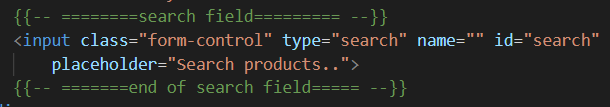 {{-- ========search field========= --}}
<input class="form-control" type="search" name="" id="search"
placeholder="Search products..">
{{-- =======end of search field===== --}}